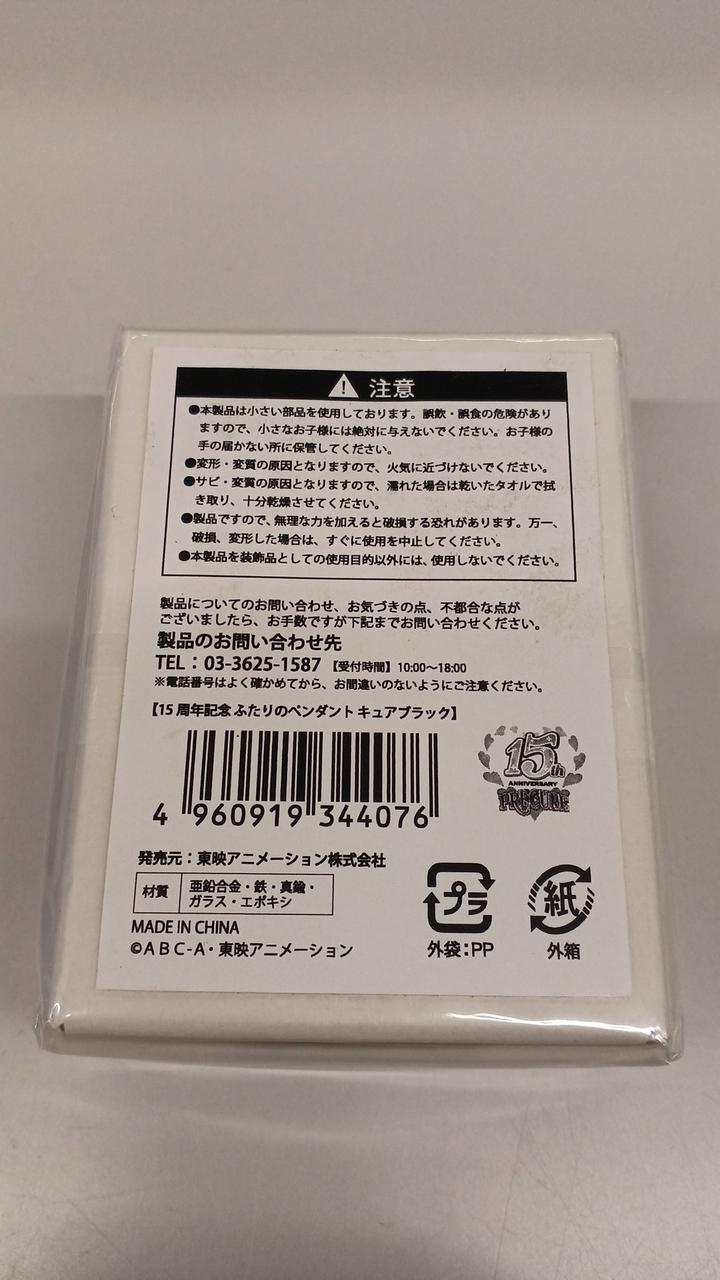 注意
●本製品は小さい部品を使用しております。誤飲・誤食の危険があり
ますので、小さなお子様には絶対に与えないでください。お子様の
手の届かない所に保管してください。
●変形・変質の原因となりますので、火気に近づけないでください。
●サビ・変質の原因となりますので、濡れた場合は乾いたタオルで拭
き取り、十分乾燥させてください。
●製品ですので、無理な力を加えると破損する恐れがあります。万一、
破損、変形した場合は、すぐに使用を中止してください。
●本製品を装飾品としての使用目的以外には、使用しないでください。
製品についてのお問い合わせ、お気づきの点、不都合な点が
ございましたら、お手数ですが下記までお問い合わせください。
製品のお問い合わせ先
TEL：03-3625-1587 【受付時間】10:00〜18:00
※電話番号はよく確かめてから、お間違いのないようにご注意ください。
【15周年記念 ふたりのペンダント キュアブラック】
4 960919 344076
15th
ANNIVERSARY
PRECURE
発売元：東映アニメーション株式会社
材質 亜鉛合金・鉄・真鍮・
ガラス・エポキシ
MADE IN CHINA
©ABC-A・東映アニメーション
プラ
外袋：PP
紙
外箱